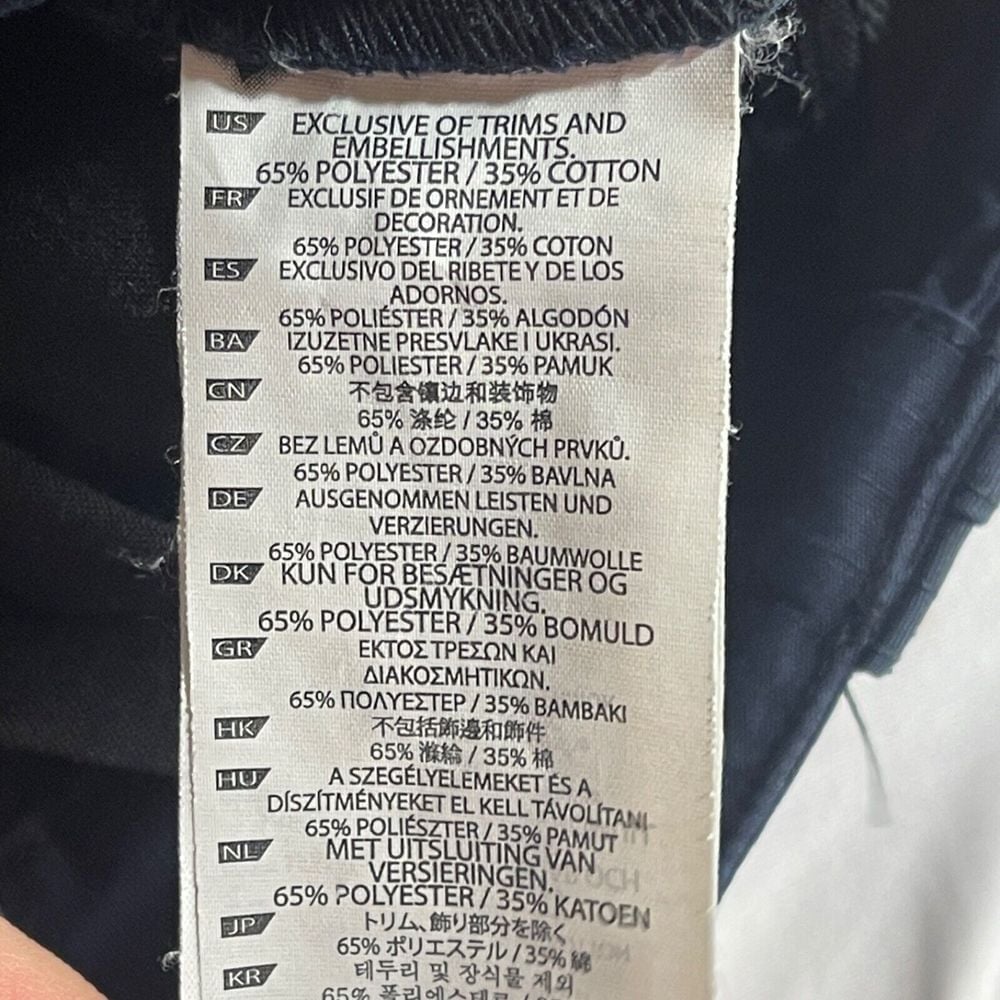 US EXCLUSIVE OF TRIMS AND
EMBELLISHMENTS.
65% POLYESTER / 35% COTTON
FR EXCLUSIF DE ORNEMENT ET DE
DECORATION.
65% POLYESTER / 35% COTON
ES EXCLUSIVO DEL RIBETE Y DE LOS
ADORNOS.
65% POLIÉSTER / 35% ALGODÓN
BA IZUZETNE PRESVLAKE I UKRASI.
65% POLIESTER / 35% PAMUK
CN 不包含镶边和装饰物
65% 涤纶 / 35% 棉
CZ BEZ LEMŮ A OZDOBNÝCH PRVKŮ.
65% POLYESTER / 35% BAVLNA
DE AUSGENOMMEN LEISTEN UND
VERZIERUNGEN.
65% POLYESTER / 35% BAUMWOLLE
DK KUN FOR BESÆTNINGER OG
UDSMYKNING.
65% POLYESTER / 35% BOMULD
GR ΕΚΤΟΣ ΤΡΕΣΩΝ ΚΑΙ
ΔΙΑΚΟΣΜΗΤΙΚΩΝ.
65% ΠΟΛΥΕΣΤΕΡ / 35% ΒΑΜΒΑΚΙ
HK 不包括飾邊和飾件
65% 滌綸 / 35% 棉
HU A SZEGÉLYELEMEKET ÉS A
DÍSZÍTMÉNYEKET EL KELL TÁVOLÍTANI
65% POLIÉSZTER / 35% PAMUT
NL MET UITSLUITING VAN
VERSIERINGEN.
65% POLYESTER / 35% KATOEN
JP トリム、飾り部分を除く
65% ポリエステル / 35% 綿
KR 테두리 및 장식물 제외
65% 폴리에스테르 /